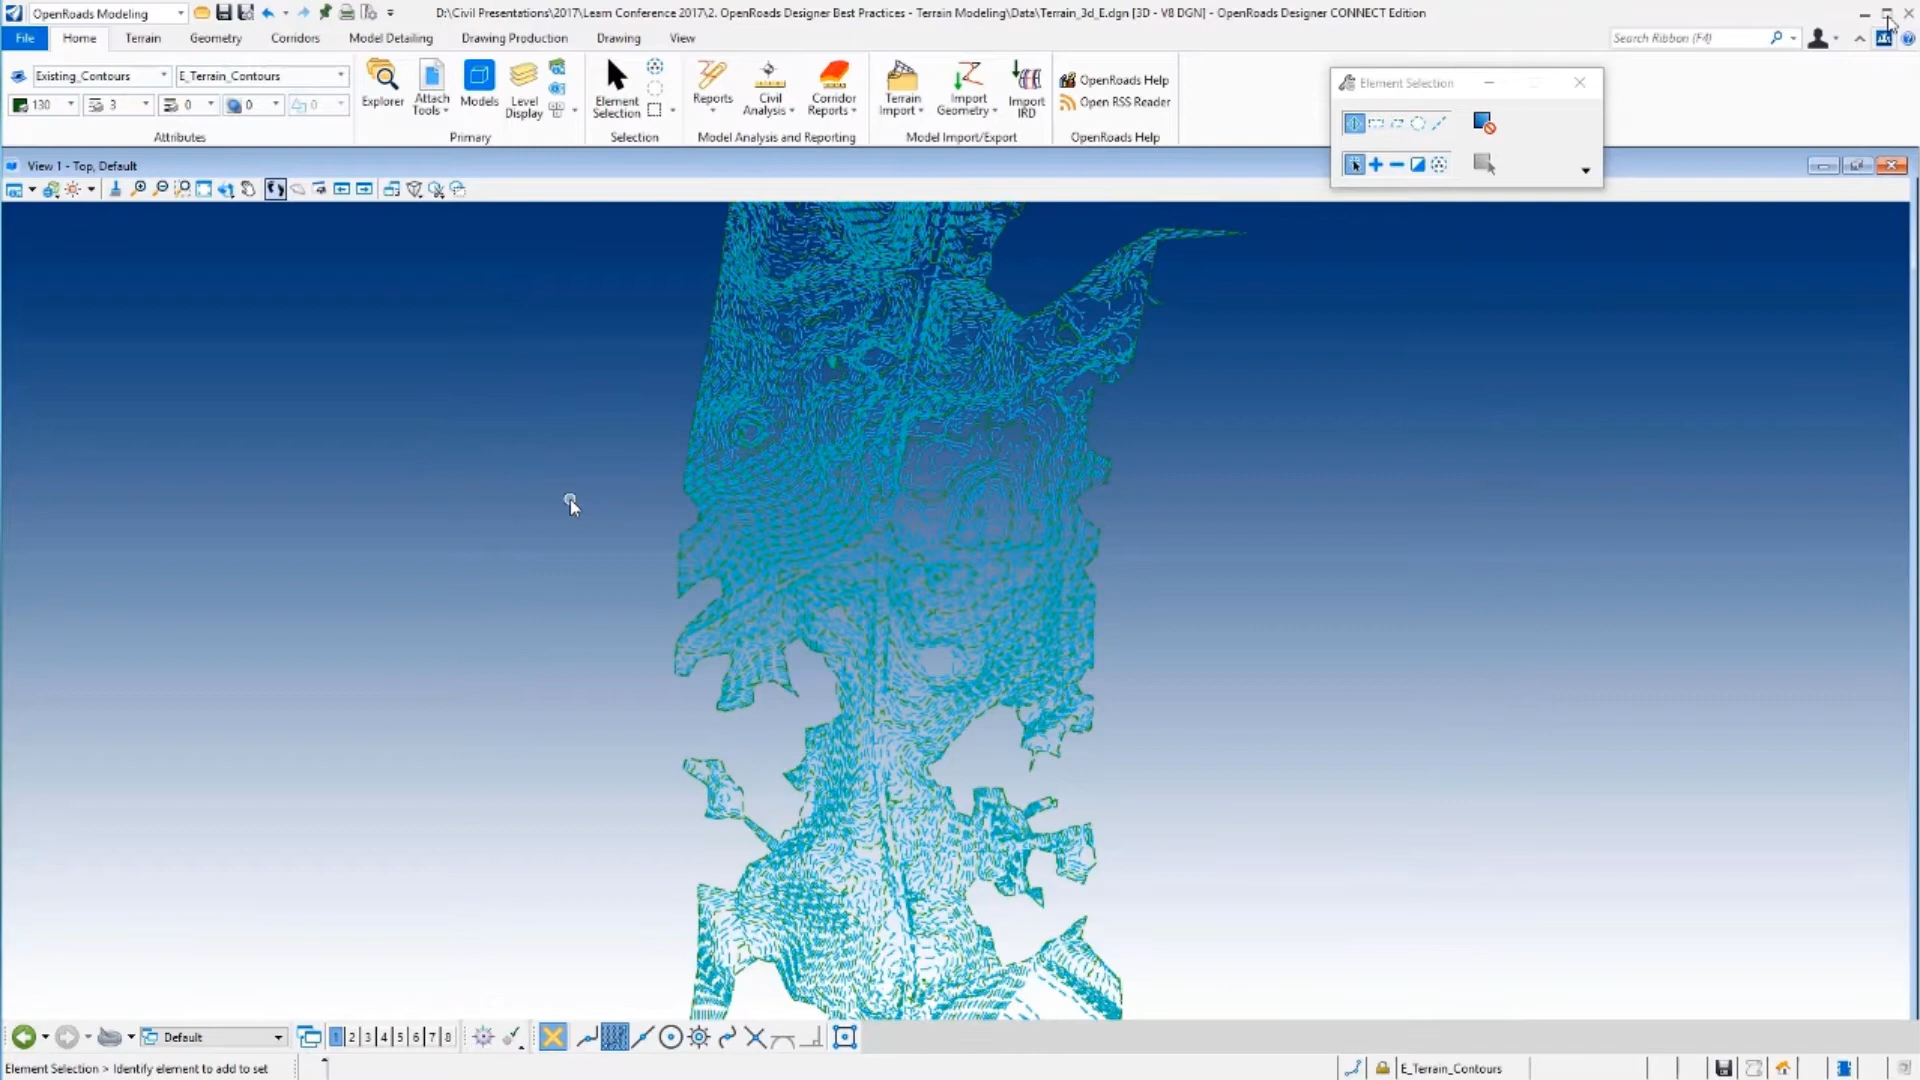 OpenRoads Modeling
D:\Civil Presentations\2017\Learn Conference 2017\2. OpenRoads Designer Best Practices - Terrain Modeling\Data\Terrain_3d_E.dgn [3D - V8 DGN] - OpenRoads Designer CONNECT Edition
File Home Terrain Geometry Corridors Model Detailing Drawing Production Drawing View Search Ribbon (F4)
Existing_Contours E_Terrain_Contours
130 3 0 0 0
Explorer Attach Tools Models Level Display Element Selection Reports Civil Analysis Corridor Reports Terrain Import Import Geometry Import IRD
OpenRoads Help
Open RSS Reader
Attributes Primary Selection Model Analysis and Reporting Model Import/Export OpenRoads Help
Element Selection
View 1 - Top, Default
Default 1 2 3 4 5 6 7 8
Element Selection > Identify element to add to set E_Terrain_Contours